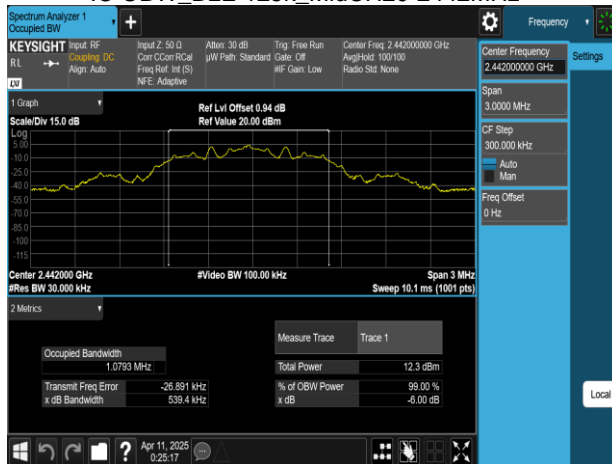 Spectrum Analyzer 1
Occupied BW
+
Frequency
KEYSIGHT
RL
LXI
Input: RF
Coupling: DC
Align: Auto
Input Z: 50 Ω
Corr CCorr RCal
Freq Ref: Int (S)
NFE: Adaptive
Atten: 30 dB
µW Path: Standard
Trig: Free Run
Gate: Off
#IF Gain: Low
Center Freq: 2.442000000 GHz
Avg|Hold: 100/100
Radio Std: None
Center Frequency
2.442000000 GHz
Settings
Span
3.0000 MHz
CF Step
300.000 kHz
Auto
Man
Freq Offset
0 Hz
Local
1 Graph
Scale/Div 15.0 dB
Ref Lvl Offset 0.94 dB
Ref Value 20.00 dBm
Log
5.00
-10.0
-25.0
-40.0
-55.0
-70.0
-85.0
-100
-115
Center 2.442000 GHz
#Res BW 30.000 kHz
#Video BW 100.00 kHz
Span 3 MHz
Sweep 10.1 ms (1001 pts)
2 Metrics
Measure Trace Trace 1
Occupied Bandwidth
1.0793 MHz
Total Power 12.3 dBm
Transmit Freq Error -26.891 kHz
% of OBW Power 99.00 %
x dB Bandwidth 539.4 kHz
x dB -6.00 dB
?
Apr 11, 2025
0:25:17